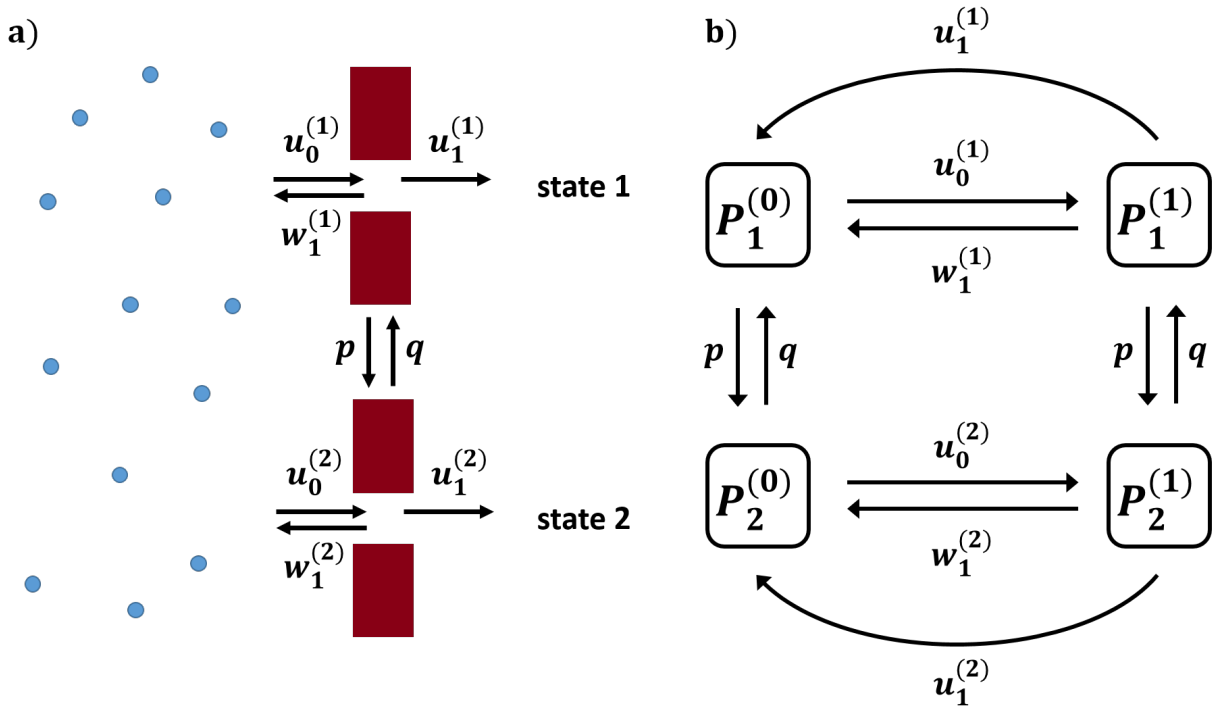 a)
u_0^{(1)} u_1^{(1)}
state 1
w_1^{(1)}
p q
u_0^{(2)} u_1^{(2)}
state 2
w_1^{(2)}
b)
u_1^{(1)}
u_0^{(1)}
P_1^{(0)} P_1^{(1)}
w_1^{(1)}
p q p q
u_0^{(2)}
P_2^{(0)} P_2^{(1)}
w_1^{(2)}
u_1^{(2)}